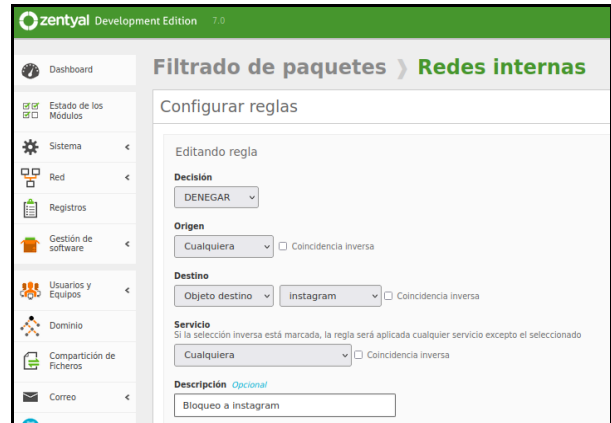 zentyal Development Edition 7.0
Dashboard
Estado de los
Módulos
Sistema
Red
Registros
Gestión de
software
Usuarios y
Equipos
Dominio
Compartición de
Ficheros
Correo
Filtrado de paquetes ❭ Redes internas
Configurar reglas
Editando regla
Decisión
DENEGAR
Origen
Cualquiera Coincidencia inversa
Destino
Objeto destino instagram Coincidencia inversa
Servicio
Si la selección inversa está marcada, la regla será aplicada cualquier servicio excepto el seleccionado
Cualquiera Coincidencia inversa
Descripción Opcional
Bloqueo a instagram